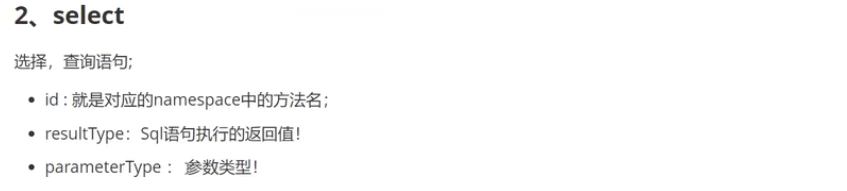 2、select
选择，查询语句;
• id : 就是对应的namespace中的方法名；
• resultType：Sql语句执行的返回值！
• parameterType ： 参数类型！